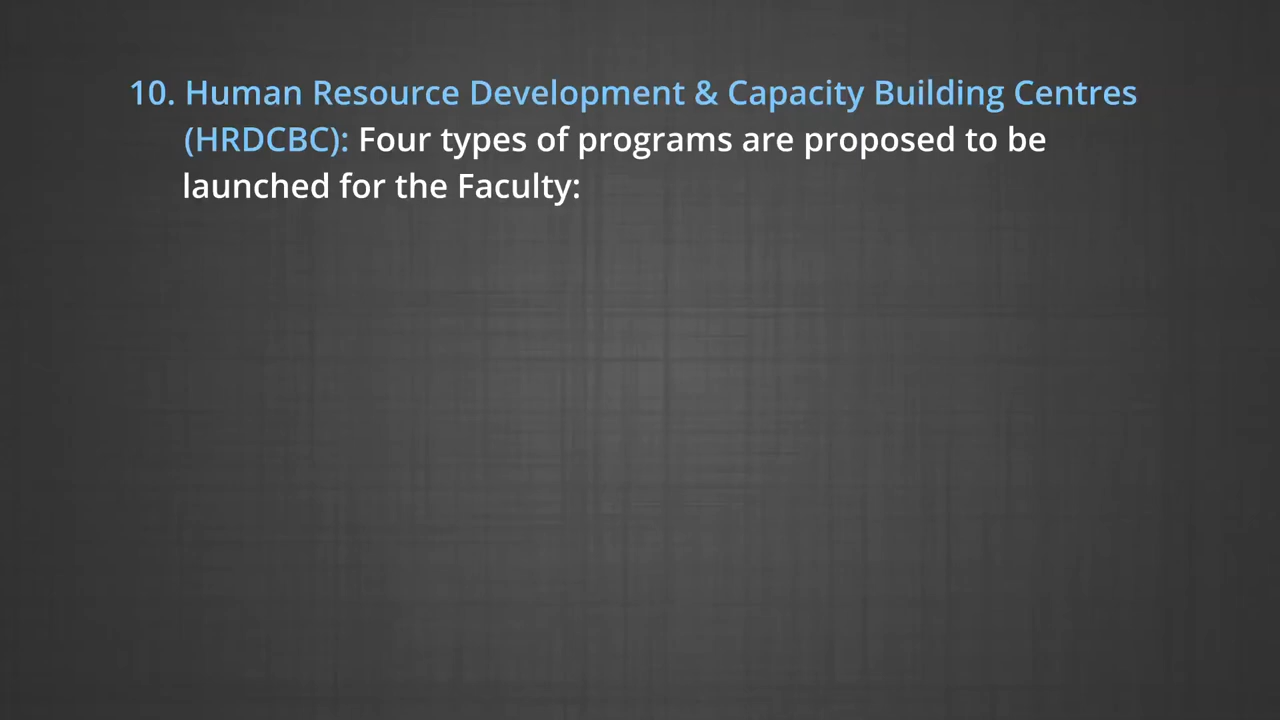 10. Human Resource Development & Capacity Building Centres
(HRDCBC): Four types of programs are proposed to be
launched for the Faculty: